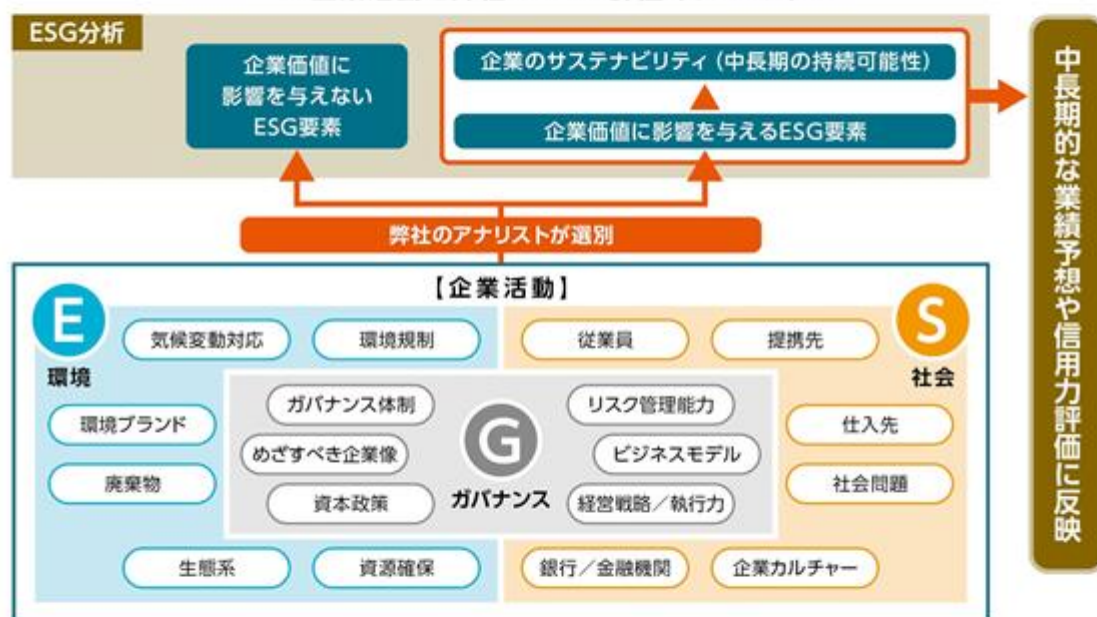 ESG分析
企業価値に
影響を与えない
ESG要素
企業のサステナビリティ（中長期の持続可能性）
企業価値に影響を与えるESG要素
中長期的な業績予想や信用力評価に反映
弊社のアナリストが選別
【企業活動】
E
環境
気候変動対応
環境規制
従業員
提携先
S
社会
環境ブランド
廃棄物
ガバナンス体制
めざすべき企業像
資本政策
G
ガバナンス
リスク管理能力
ビジネスモデル
経営戦略／執行力
仕入先
社会問題
生態系
資源確保
銀行／金融機関
企業カルチャー